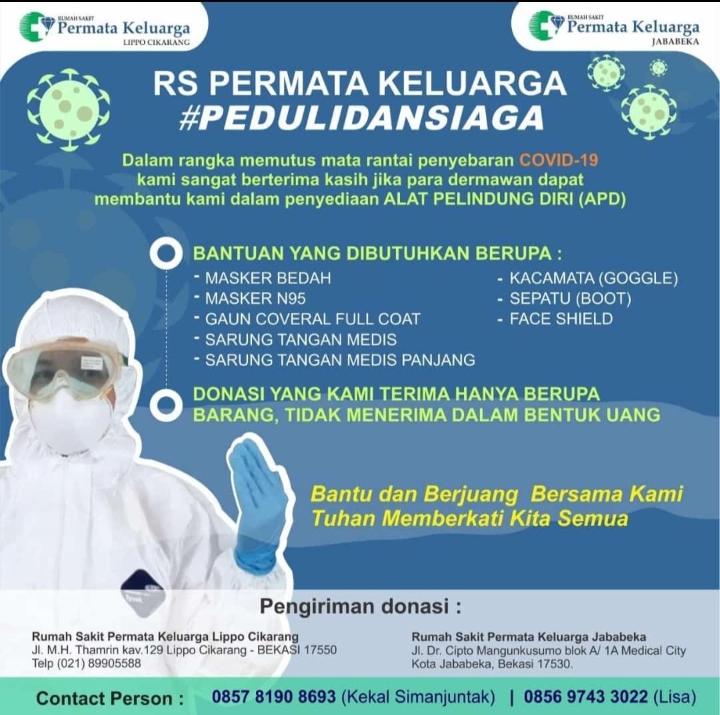 RUMAH SAKIT
Permata Keluarga
LIPPO CIKARANG
RUMAH SAKIT
Permata Keluarga
JABABEKA
RS PERMATA KELUARGA
#PEDULIDANSIAGA
Dalam rangka memutus mata rantai penyebaran COVID-19
kami sangat berterima kasih jika para dermawan dapat
membantu kami dalam penyediaan ALAT PELINDUNG DIRI (APD)
BANTUAN YANG DIBUTUHKAN BERUPA :
- MASKER BEDAH
- MASKER N95
- GAUN COVERAL FULL COAT
- SARUNG TANGAN MEDIS
- SARUNG TANGAN MEDIS PANJANG
- KACAMATA (GOGGLE)
- SEPATU (BOOT)
- FACE SHIELD
DONASI YANG KAMI TERIMA HANYA BERUPA
BARANG, TIDAK MENERIMA DALAM BENTUK UANG
Bantu dan Berjuang Bersama Kami
Tuhan Memberkati Kita Semua
Pengiriman donasi :
Rumah Sakit Permata Keluarga Lippo Cikarang
Jl. M.H. Thamrin kav.129 Lippo Cikarang - BEKASI 17550
Telp (021) 89905588
Rumah Sakit Permata Keluarga Jababeka
Jl. Dr. Cipto Mangunkusumo blok A/ 1A Medical City
Kota Jababeka, Bekasi 17530.
Contact Person : 0857 8190 8693 (Kekal Simanjuntak) | 0856 9743 3022 (Lisa)